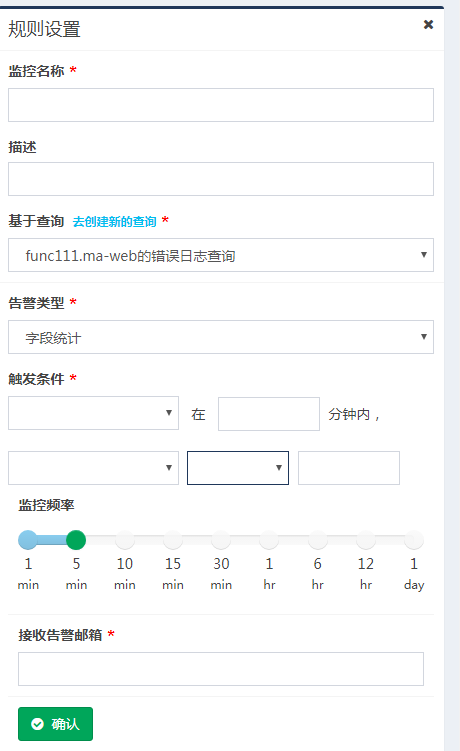 规则设置
监控名称 *
描述
基于查询 去创建新的查询 *
func111.ma-web的错误日志查询
告警类型 *
字段统计
触发条件 *
在 分钟内，
监控频率
1 5 10 15 30 1 6 12 1
min min min min min hr hr hr day
接收告警邮箱 *
确认